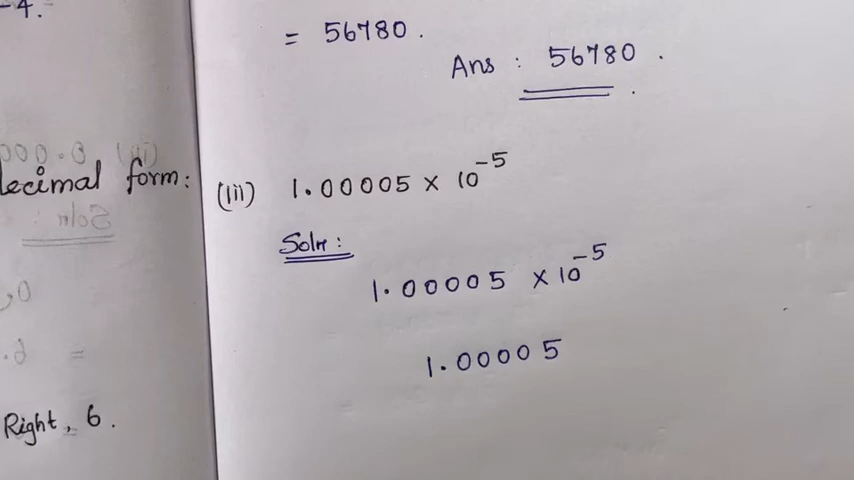 -4.
= 56780.
Ans : 56780.
decimal form:
(iii) 1.00005 × 10⁻⁵
Soln :
1.00005 × 10⁻⁵
1.00005
Right, 6.